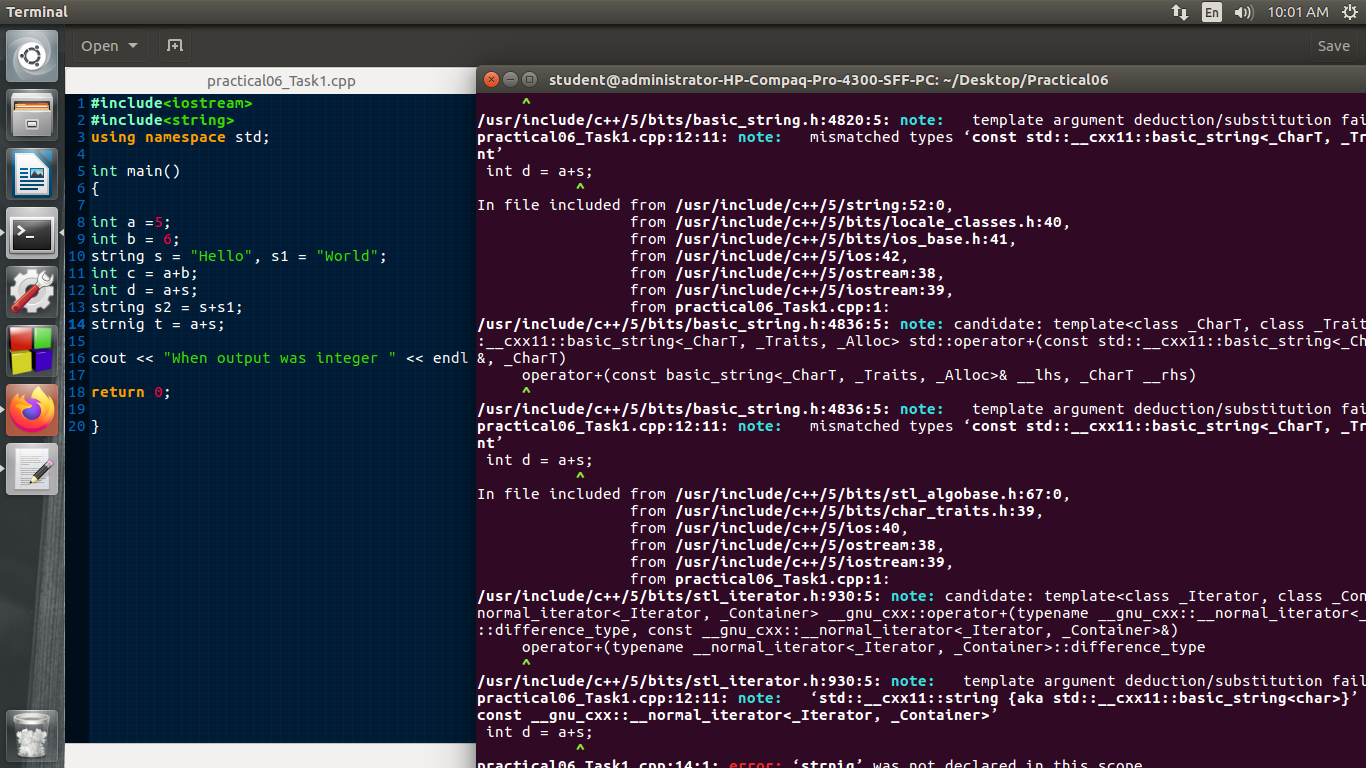 Terminal
En
10:01 AM
Open
Save
practical06_Task1.cpp
1 #include<iostream>
2 #include<string>
3 using namespace std;
4
5 int main()
6 {
7
8 int a =5;
9 int b = 6;
10 string s = "Hello", s1 = "World";
11 int c = a+b;
12 int d = a+s;
13 string s2 = s+s1;
14 strnig t = a+s;
15
16 cout << "When output was integer " << endl
17
18 return 0;
19
20 }
student@administrator-HP-Compaq-Pro-4300-SFF-PC: ~/Desktop/Practical06
^
/usr/include/c++/5/bits/basic_string.h:4820:5: note:   template argument deduction/substitution fai
practical06_Task1.cpp:12:11: note:   mismatched types ‘const std::__cxx11::basic_string<_CharT, _Tr
nt’
int d = a+s;
^
In file included from /usr/include/c++/5/string:52:0,
from /usr/include/c++/5/bits/locale_classes.h:40,
from /usr/include/c++/5/bits/ios_base.h:41,
from /usr/include/c++/5/ios:42,
from /usr/include/c++/5/ostream:38,
from /usr/include/c++/5/iostream:39,
from practical06_Task1.cpp:1:
/usr/include/c++/5/bits/basic_string.h:4836:5: note: candidate: template<class _CharT, class _Trait
:__cxx11::basic_string<_CharT, _Traits, _Alloc> std::operator+(const std::__cxx11::basic_string<_Ch
&, _CharT)
operator+(const basic_string<_CharT, _Traits, _Alloc>& __lhs, _CharT __rhs)
^
/usr/include/c++/5/bits/basic_string.h:4836:5: note:   template argument deduction/substitution fai
practical06_Task1.cpp:12:11: note:   mismatched types ‘const std::__cxx11::basic_string<_CharT, _Tr
nt’
int d = a+s;
^
In file included from /usr/include/c++/5/bits/stl_algobase.h:67:0,
from /usr/include/c++/5/bits/char_traits.h:39,
from /usr/include/c++/5/ios:40,
from /usr/include/c++/5/ostream:38,
from /usr/include/c++/5/iostream:39,
from practical06_Task1.cpp:1:
/usr/include/c++/5/bits/stl_iterator.h:930:5: note: candidate: template<class _Iterator, class _Con
normal_iterator<_Iterator, _Container> __gnu_cxx::operator+(typename __gnu_cxx::__normal_iterator<_
::difference_type, const __gnu_cxx::__normal_iterator<_Iterator, _Container>&)
operator+(typename __normal_iterator<_Iterator, _Container>::difference_type
^
/usr/include/c++/5/bits/stl_iterator.h:930:5: note:   template argument deduction/substitution fail
practical06_Task1.cpp:12:11: note:   ‘std::__cxx11::string {aka std::__cxx11::basic_string<char>}’
const __gnu_cxx::__normal_iterator<_Iterator, _Container>’
int d = a+s;
^
practical06_Task1.cpp:14:1: error: ‘strnig’ was not declared in this scope